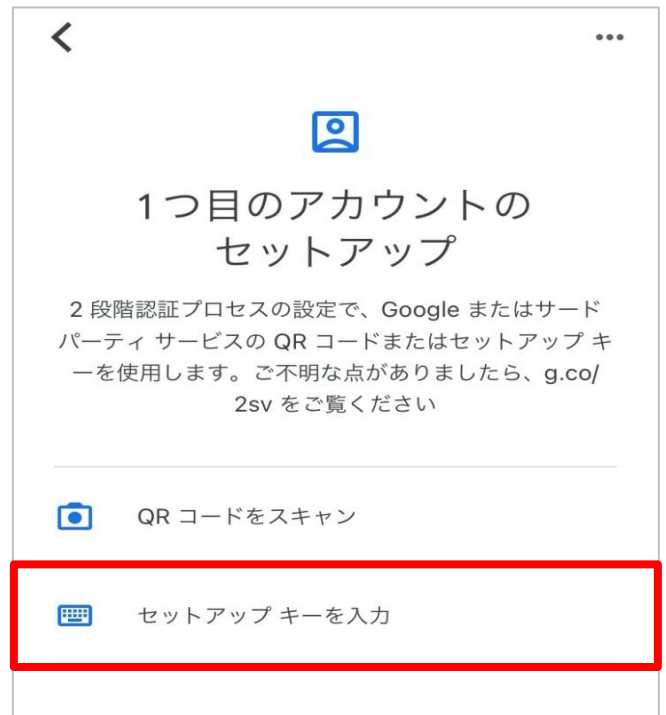 1つ目のアカウントの
セットアップ
2 段階認証プロセスの設定で、Google またはサード
パーティ サービスの QR コードまたはセットアップ キ
ーを使用します。ご不明な点がありましたら、g.co/
2sv をご覧ください
QR コードをスキャン
セットアップ キーを入力